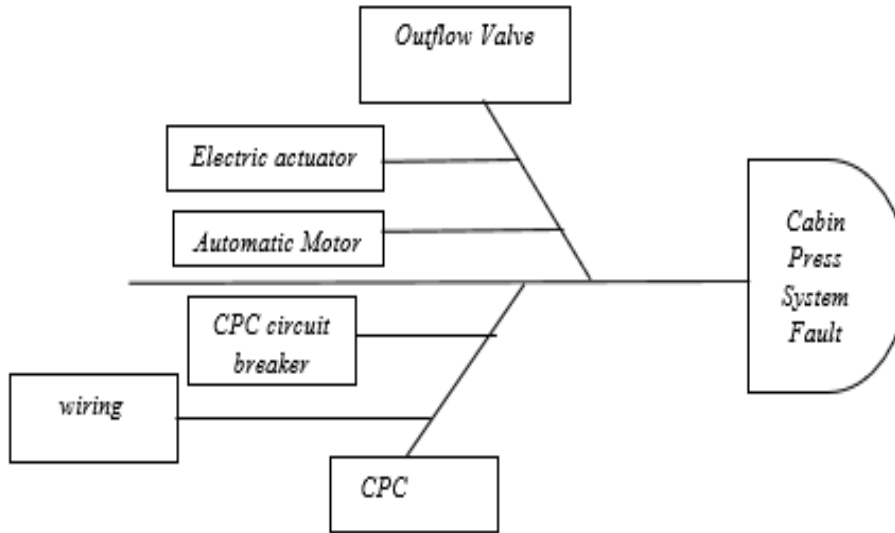 Outflow Valve
Electric actuator
Automatic Motor
Cabin
Press
System
Fault
CPC circuit
breaker
wiring
CPC